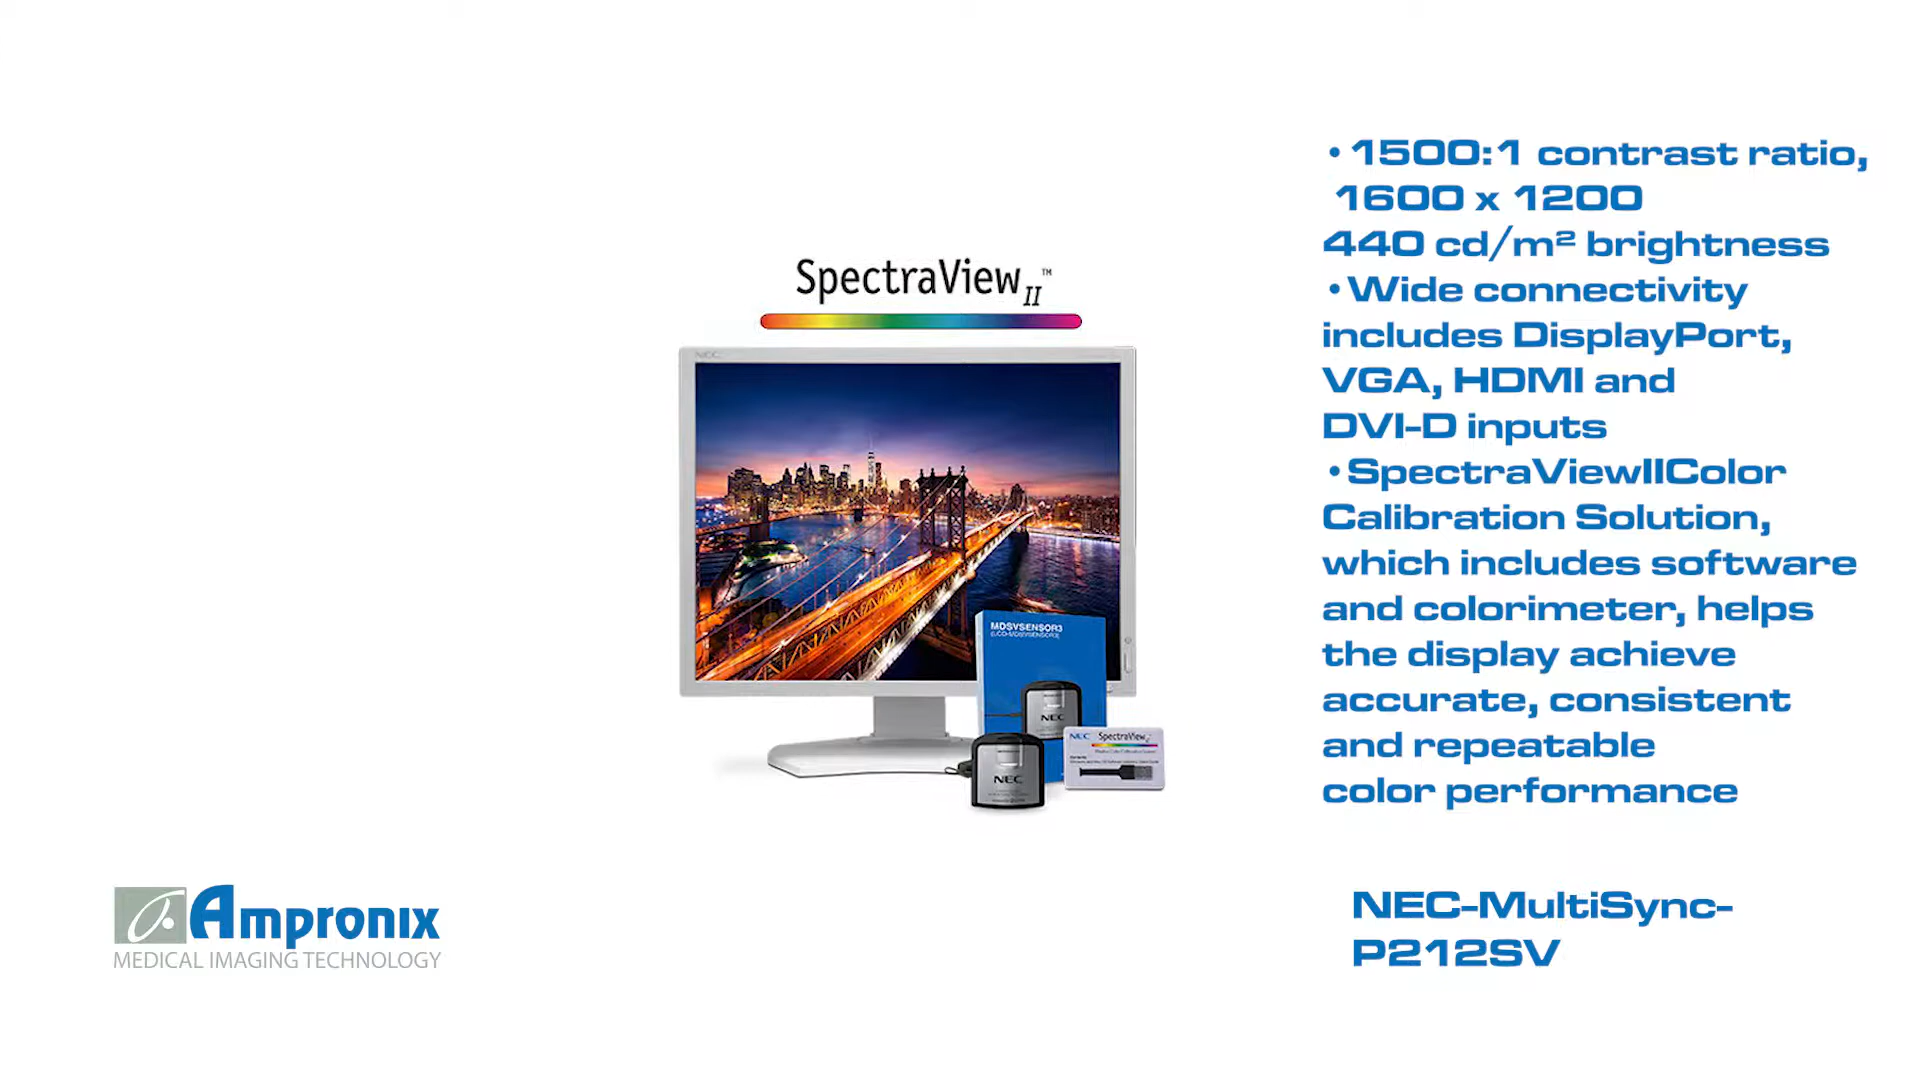 • 1500:1 contrast ratio,
1600 x 1200
440 cd/m² brightness
• Wide connectivity
includes DisplayPort,
VGA, HDMI and
DVI-D inputs
• SpectraViewIIColor
Calibration Solution,
which includes software
and colorimeter, helps
the display achieve
accurate, consistent
and repeatable
color performance
SpectraView II™
NEC
MDSVSENSOR3
NEC
NEC SpectraView II
NEC
Ampronix
MEDICAL IMAGING TECHNOLOGY
NEC-MultiSync-
P212SV